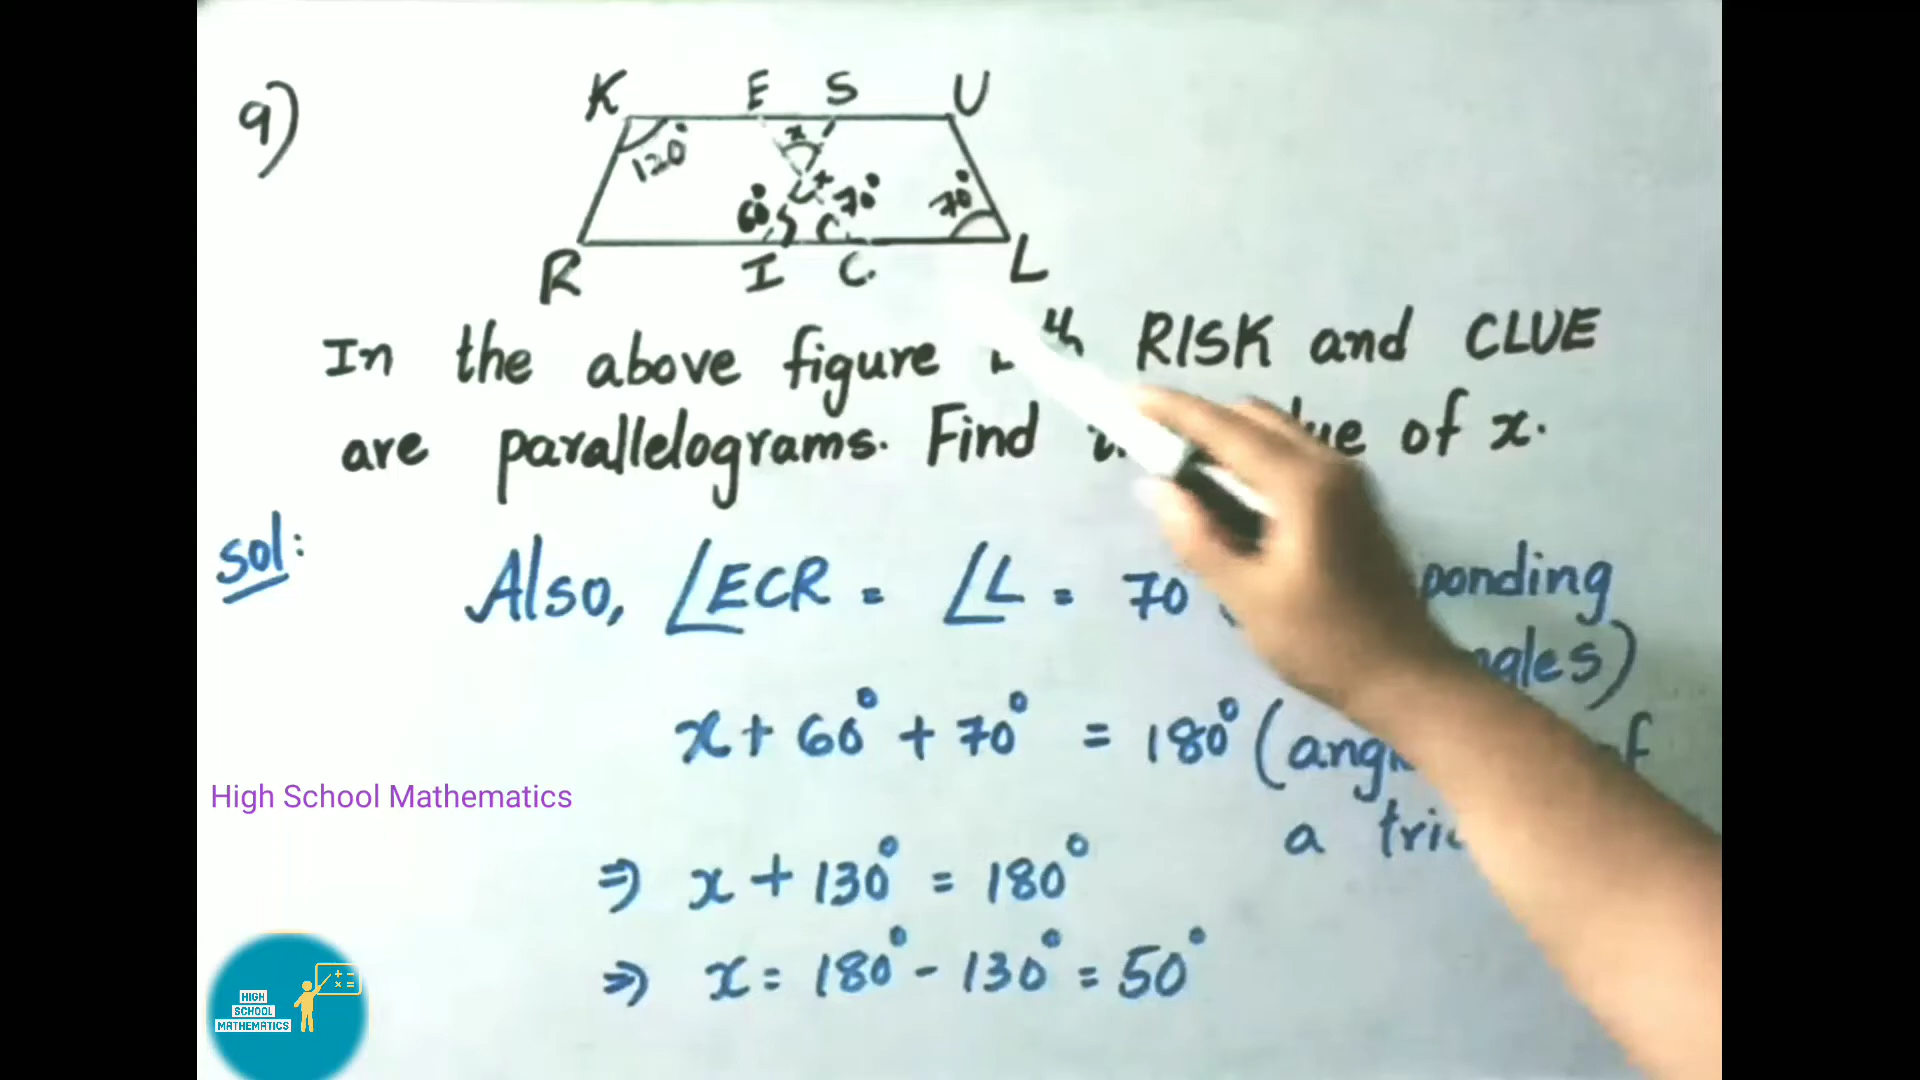 9)
K E S U
120° x
60° x 70° 70°
R I C. L
In the above figure RISK and CLUE
are parallelograms. Find of x.
Sol:
Also, ∠ECR = ∠L = 70
x + 60° + 70° = 180° (
a
High School Mathematics
⇒ x + 130° = 180°
⇒ x = 180° - 130° = 50°
HIGH
SCHOOL
MATHEMATICS
+ -
× =